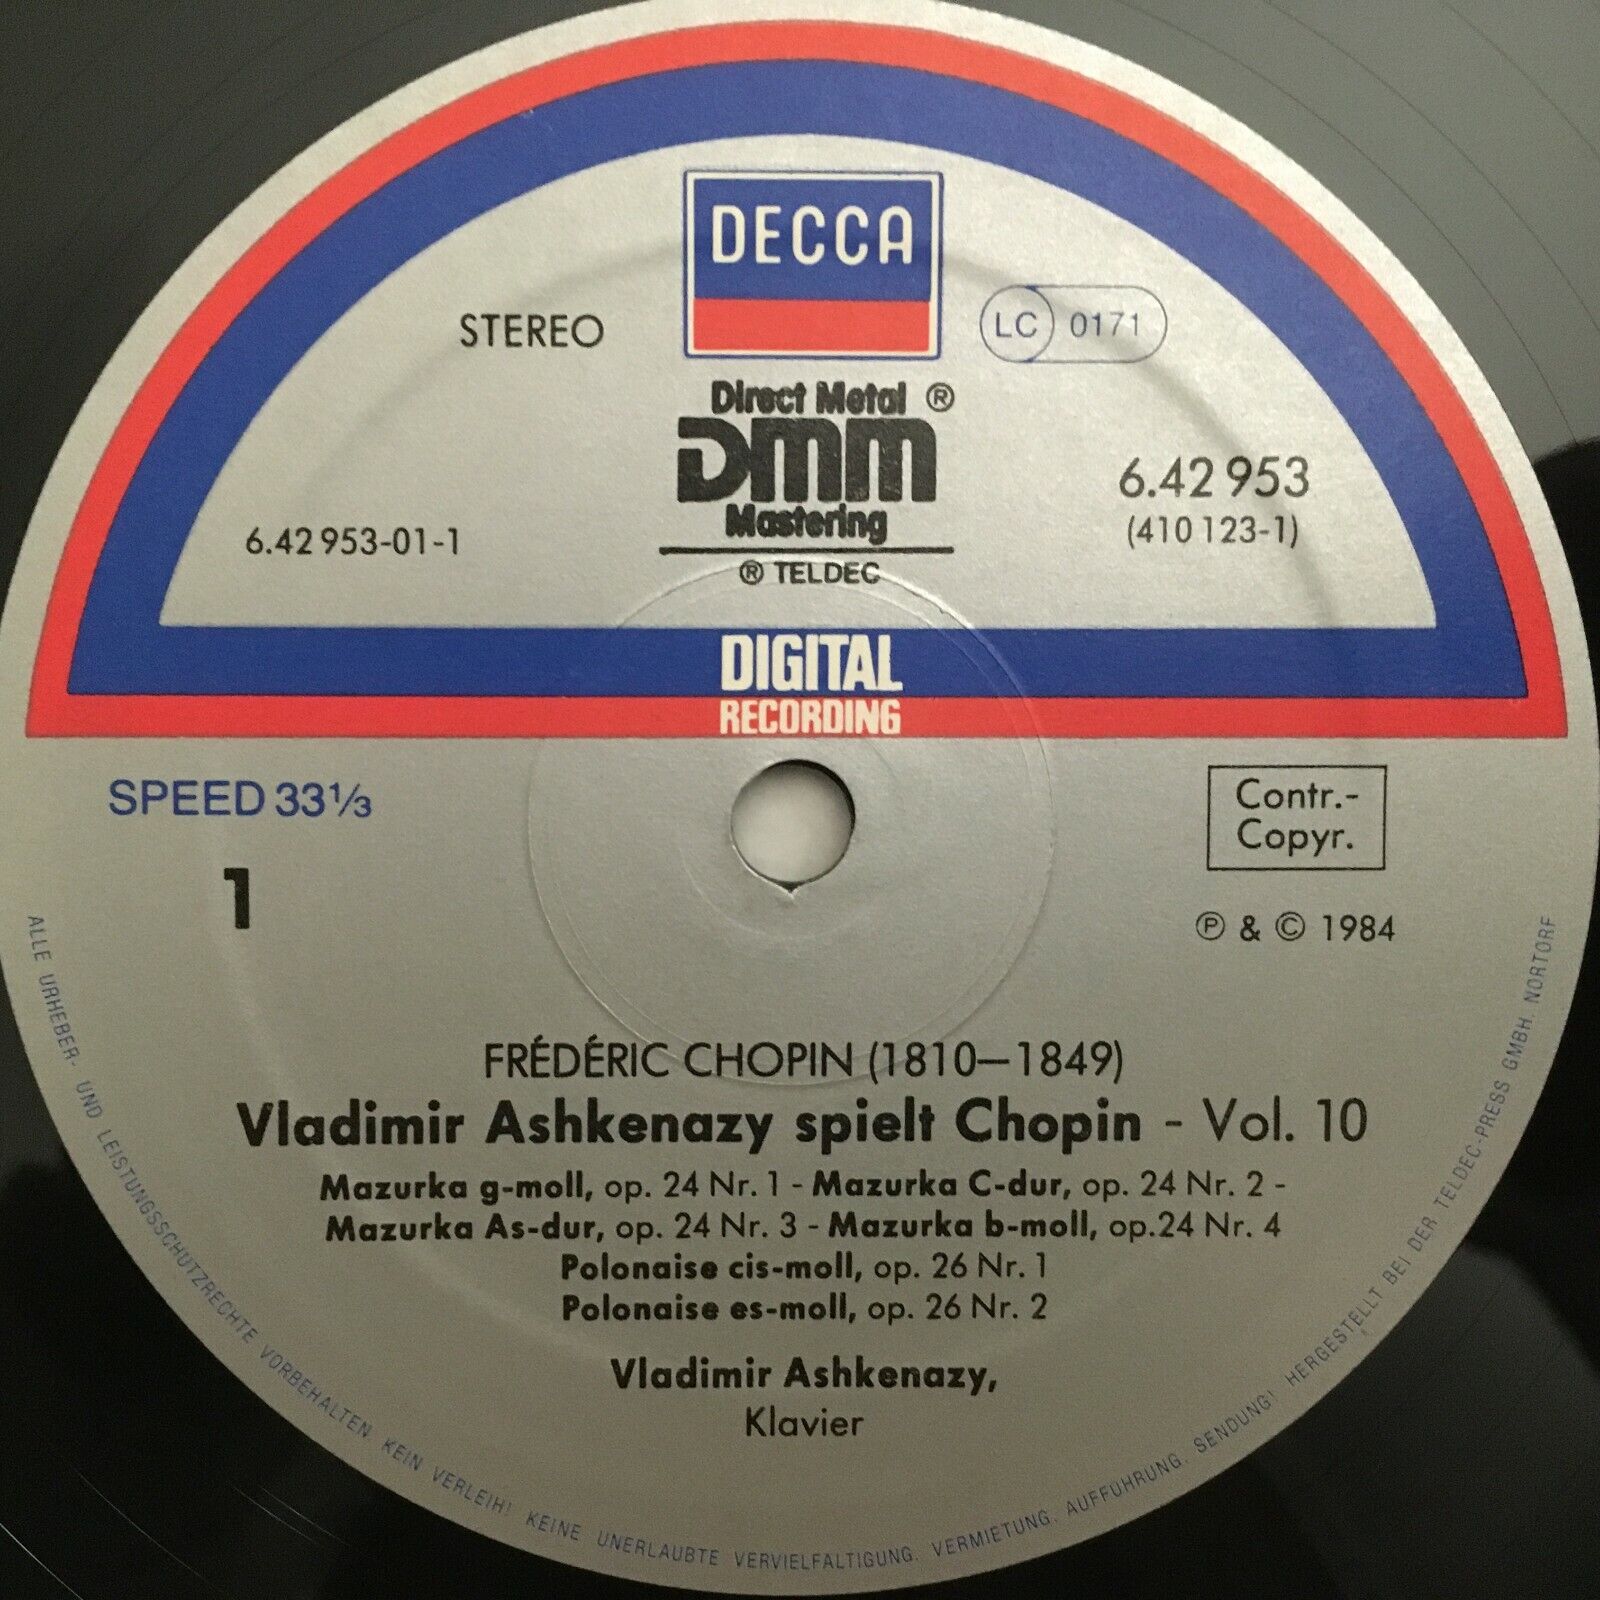 DECCA
STEREO
LC 0171
Direct Metal ®
DMM
Mastering
® TELDEC
6.42 953
(410 123-1)
6.42 953-01-1
DIGITAL
RECORDING
SPEED 33⅓
1
Contr.-
Copyr.
℗ & © 1984
FRÉDÉRIC CHOPIN (1810–1849)
Vladimir Ashkenazy spielt Chopin - Vol. 10
Mazurka g-moll, op. 24 Nr. 1 - Mazurka C-dur, op. 24 Nr. 2 -
Mazurka As-dur, op. 24 Nr. 3 - Mazurka b-moll, op.24 Nr. 4
Polonaise cis-moll, op. 26 Nr. 1
Polonaise es-moll, op. 26 Nr. 2
Vladimir Ashkenazy,
Klavier
ALLE URHEBER- UND LEISTUNGSSCHUTZRECHTE VORBEHALTEN KEIN VERLEIH! KEINE UNERLAUBTE VERVIELFALTIGUNG. VERMIETUNG. AUFFUHRUNG. SENDUNG! HERGESTELLT BEI DER TELDEC-PRESS GMBH. NORTORF